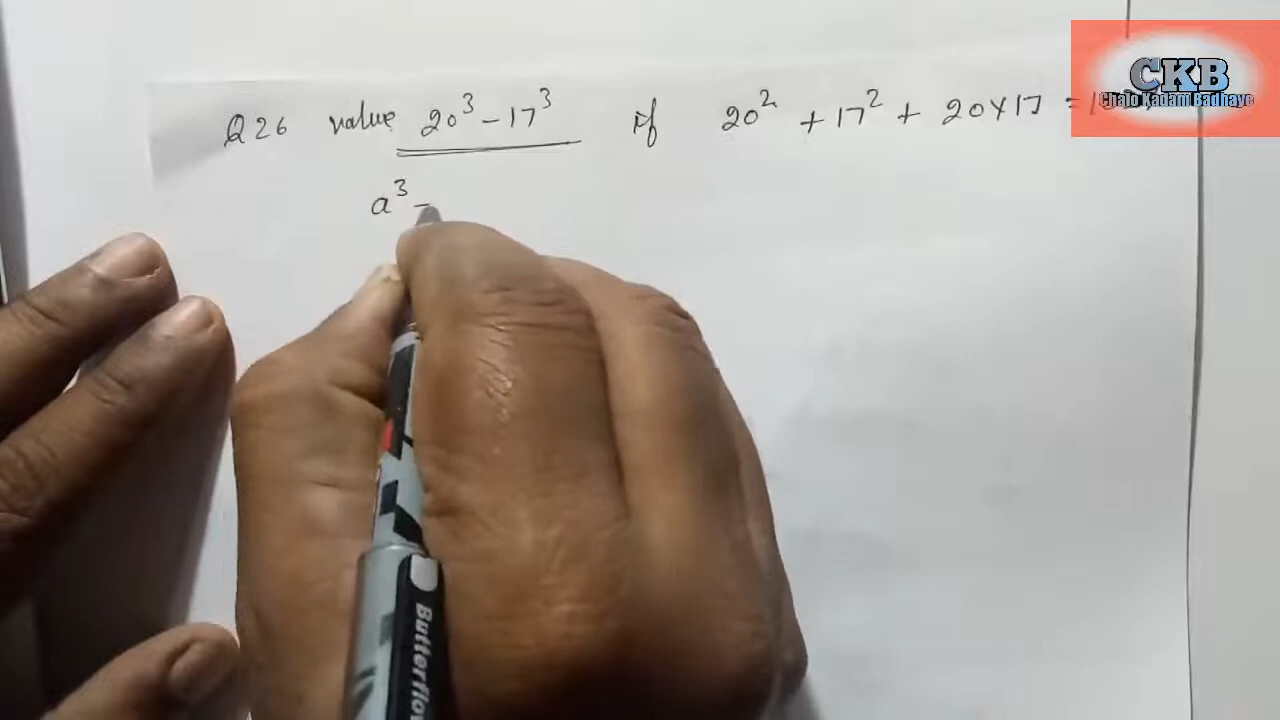 Q26 value 20³ - 17³ if 20² + 17² + 20×17 =
CKB
Chalo Kadam Badhaye
a³ -
Butterflow